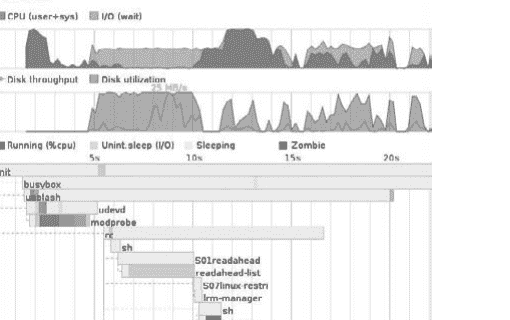 CPU (user+sys) I/O (wait)
Disk throughput Disk utilization
25 MB/s
Running (%cpu) Unint.sleep (I/O) Sleeping Zombie
5s 10s 15s 20s
nit
busybox
usplash
udevd
modprobe
rc
sh
S01readahead
readahead-list
S07linux-restri
lrm-manager
sh